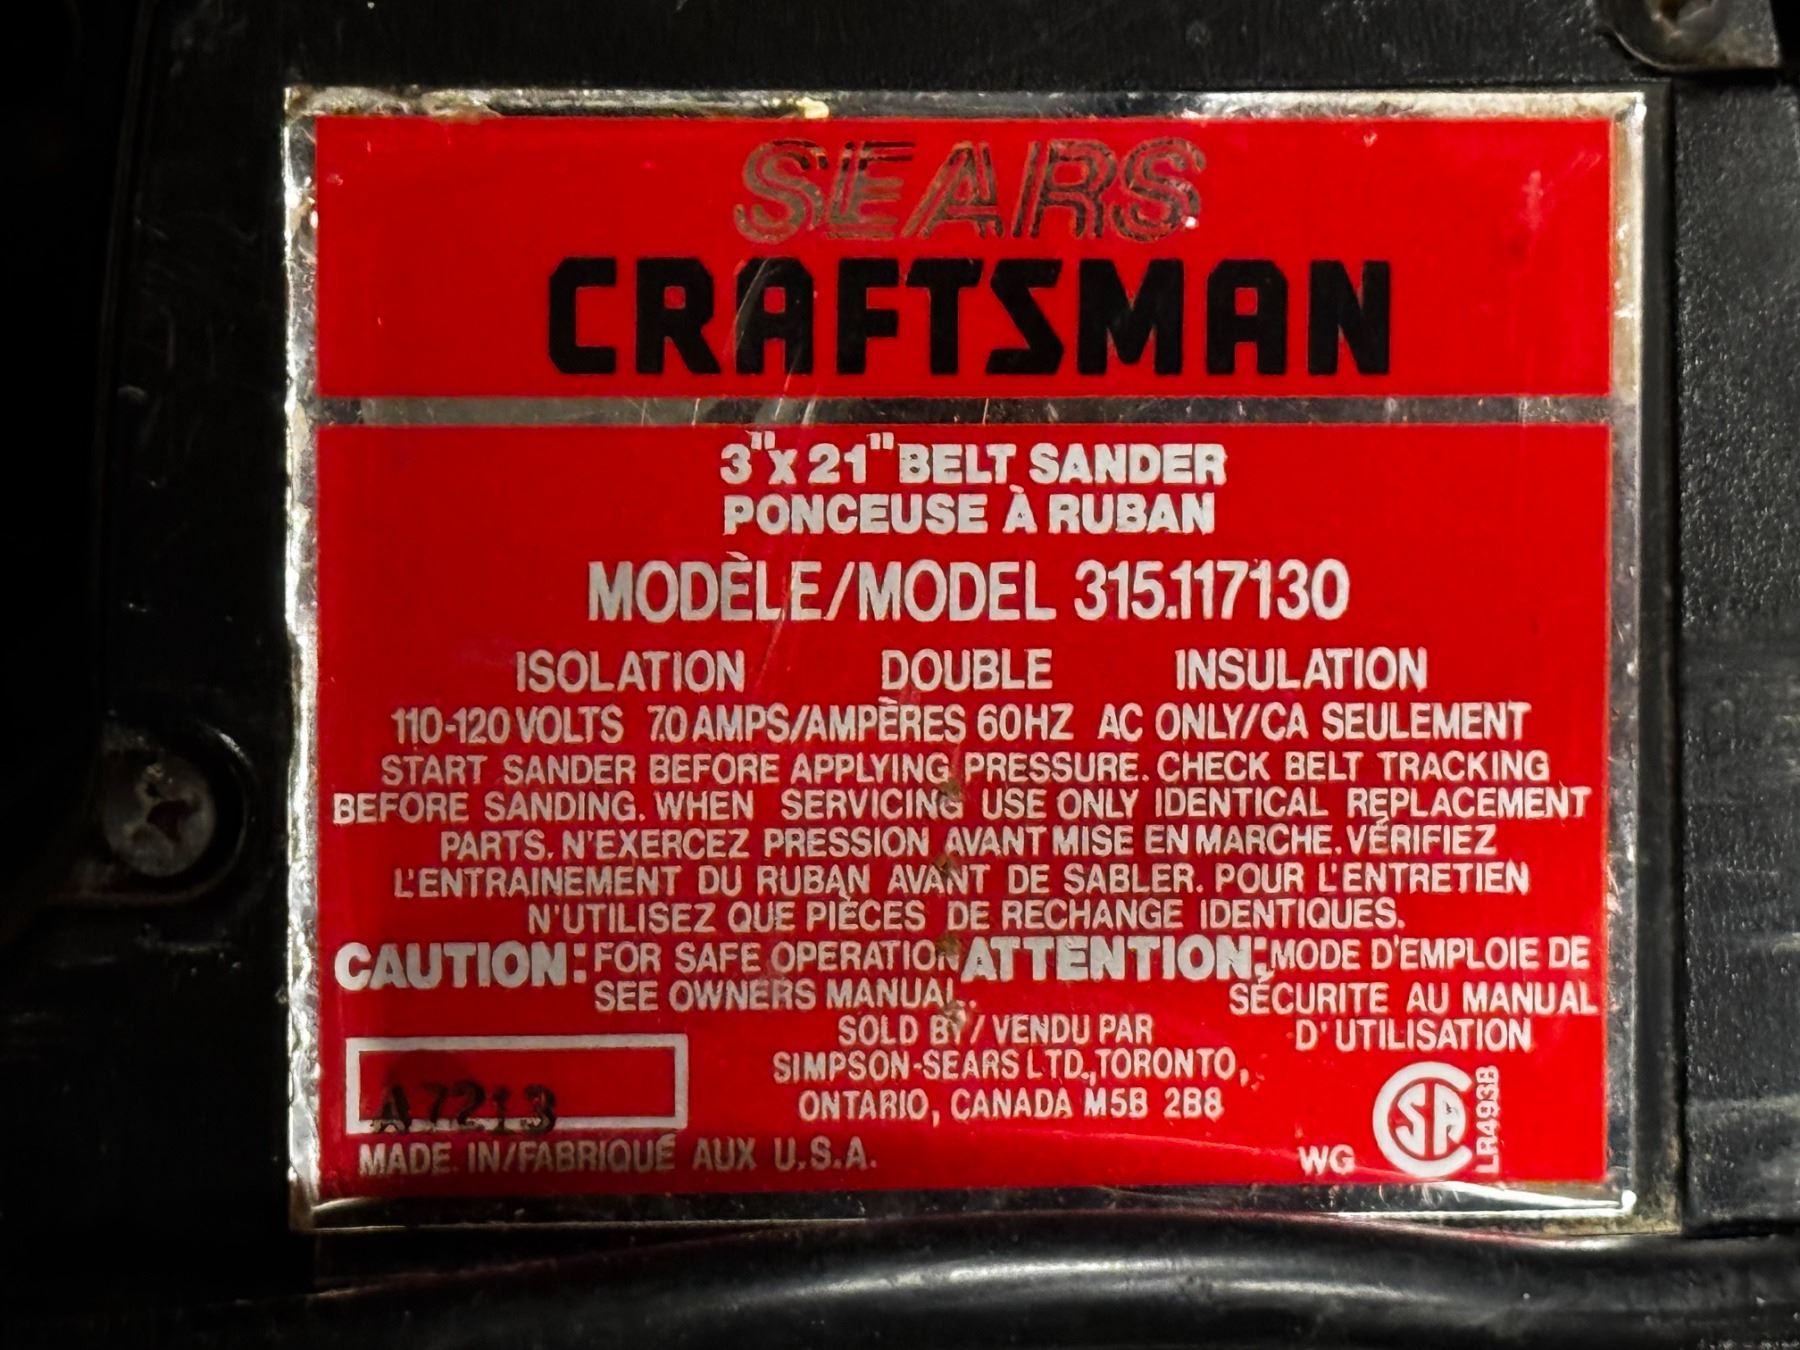 SEARS
CRAFTSMAN
3"x21" BELT SANDER
PONCEUSE À RUBAN
MODÈLE/MODEL 315.117130
ISOLATION DOUBLE INSULATION
110-120 VOLTS 7.0 AMPS/AMPÈRES 60HZ AC ONLY/CA SEULEMENT
START SANDER BEFORE APPLYING PRESSURE. CHECK BELT TRACKING
BEFORE SANDING. WHEN SERVICING USE ONLY IDENTICAL REPLACEMENT
PARTS. N'EXERCEZ PRESSION AVANT MISE EN MARCHE. VÉRIFIEZ
L'ENTRAINEMENT DU RUBAN AVANT DE SABLER. POUR L'ENTRETIEN
N'UTILISEZ QUE PIÈCES DE RECHANGE IDENTIQUES.
CAUTION: FOR SAFE OPERATION
SEE OWNERS MANUAL.
ATTENTION: MODE D'EMPLOIE DE
SÉCURITE AU MANUAL
D'UTILISATION
SOLD BY/VENDU PAR
SIMPSON-SEARS LTD., TORONTO,
ONTARIO, CANADA M5B 2B8
A7213
MADE IN/FABRIQUÉ AUX U.S.A.
WG
SA
LR493B